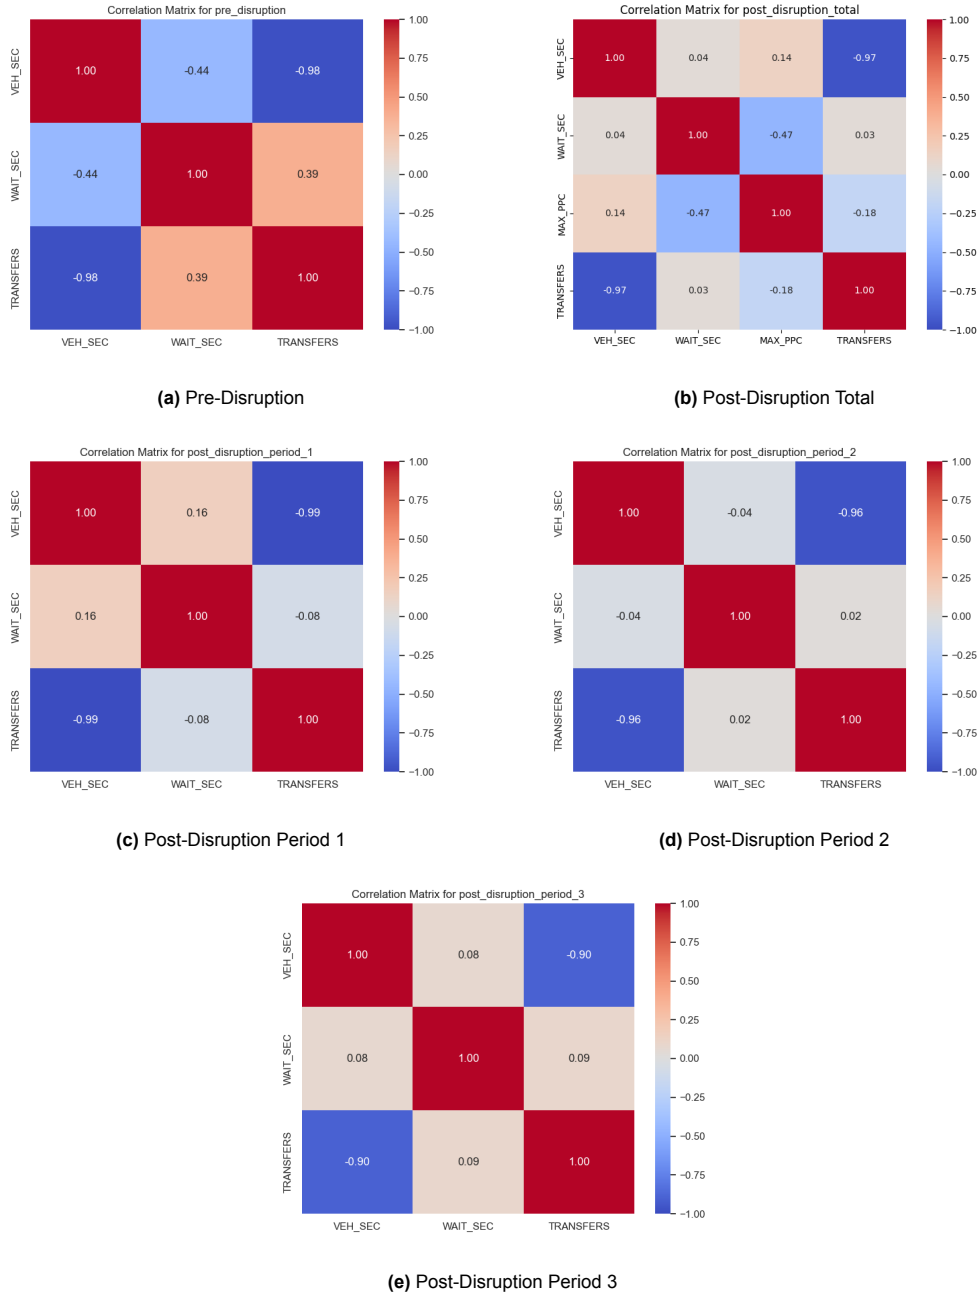 Correlation Matrix for pre_disruption
VEH_SEC 1.00 -0.44 -0.98
WAIT_SEC -0.44 1.00 0.39
TRANSFERS -0.98 0.39 1.00
VEH_SEC WAIT_SEC TRANSFERS
1.00
0.75
0.50
0.25
0.00
−0.25
−0.50
−0.75
−1.00
(a) Pre-Disruption
Correlation Matrix for post_disruption_total
VEH_SEC 1.00 0.04 0.14 -0.97
WAIT_SEC 0.04 1.00 -0.47 0.03
MAX_PPC 0.14 -0.47 1.00 -0.18
TRANSFERS -0.97 0.03 -0.18 1.00
VEH_SEC WAIT_SEC MAX_PPC TRANSFERS
1.00
0.75
0.50
0.25
0.00
−0.25
−0.50
−0.75
−1.00
(b) Post-Disruption Total
Correlation Matrix for post_disruption_period_1
VEH_SEC 1.00 0.16 -0.99
WAIT_SEC 0.16 1.00 -0.08
TRANSFERS -0.99 -0.08 1.00
VEH_SEC WAIT_SEC TRANSFERS
1.00
0.75
0.50
0.25
0.00
−0.25
−0.50
−0.75
−1.00
(c) Post-Disruption Period 1
Correlation Matrix for post_disruption_period_2
VEH_SEC 1.00 -0.04 -0.96
WAIT_SEC -0.04 1.00 0.02
TRANSFERS -0.96 0.02 1.00
VEH_SEC WAIT_SEC TRANSFERS
1.00
0.75
0.50
0.25
0.00
−0.25
−0.50
−0.75
−1.00
(d) Post-Disruption Period 2
Correlation Matrix for post_disruption_period_3
VEH_SEC 1.00 0.08 -0.90
WAIT_SEC 0.08 1.00 0.09
TRANSFERS -0.90 0.09 1.00
VEH_SEC WAIT_SEC TRANSFERS
1.00
0.75
0.50
0.25
0.00
−0.25
−0.50
−0.75
−1.00
(e) Post-Disruption Period 3